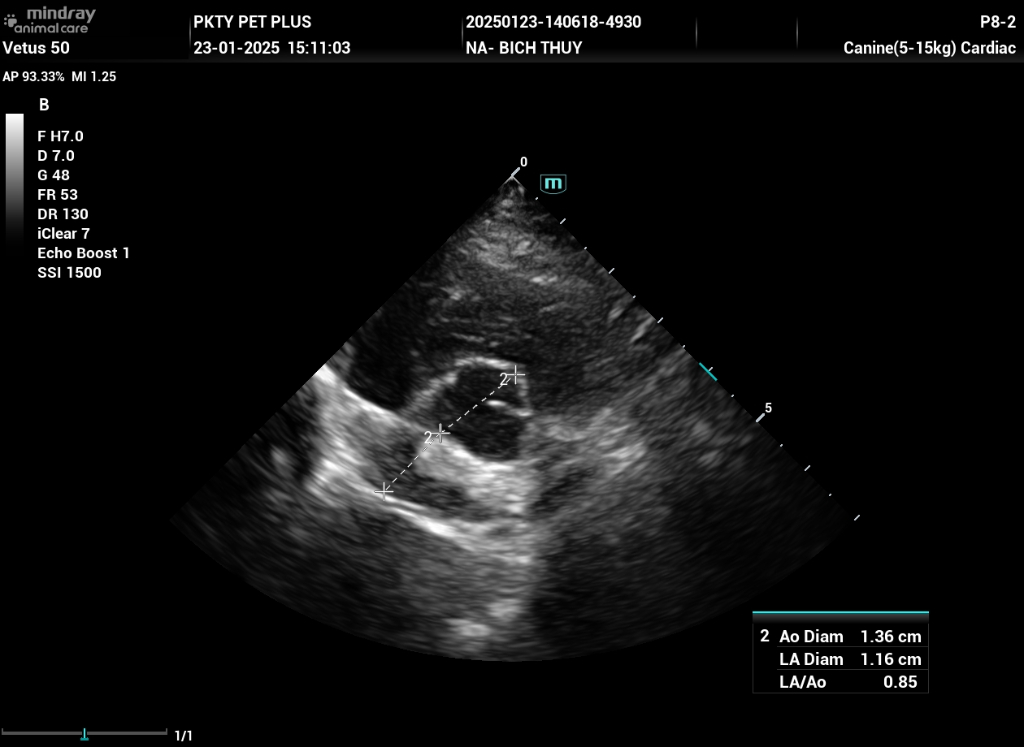 mindray
animalcare
Vetus 50
PKTY PET PLUS
23-01-2025 15:11:03
20250123-140618-4930
NA- BICH THUY
P8-2
Canine(5-15kg) Cardiac
AP 93.33% MI 1.25
B
F H7.0
D 7.0
G 48
FR 53
DR 130
iClear 7
Echo Boost 1
SSI 1500
0
m
5
2
2
2 Ao Diam 1.36 cm
LA Diam 1.16 cm
LA/Ao 0.85
1/1